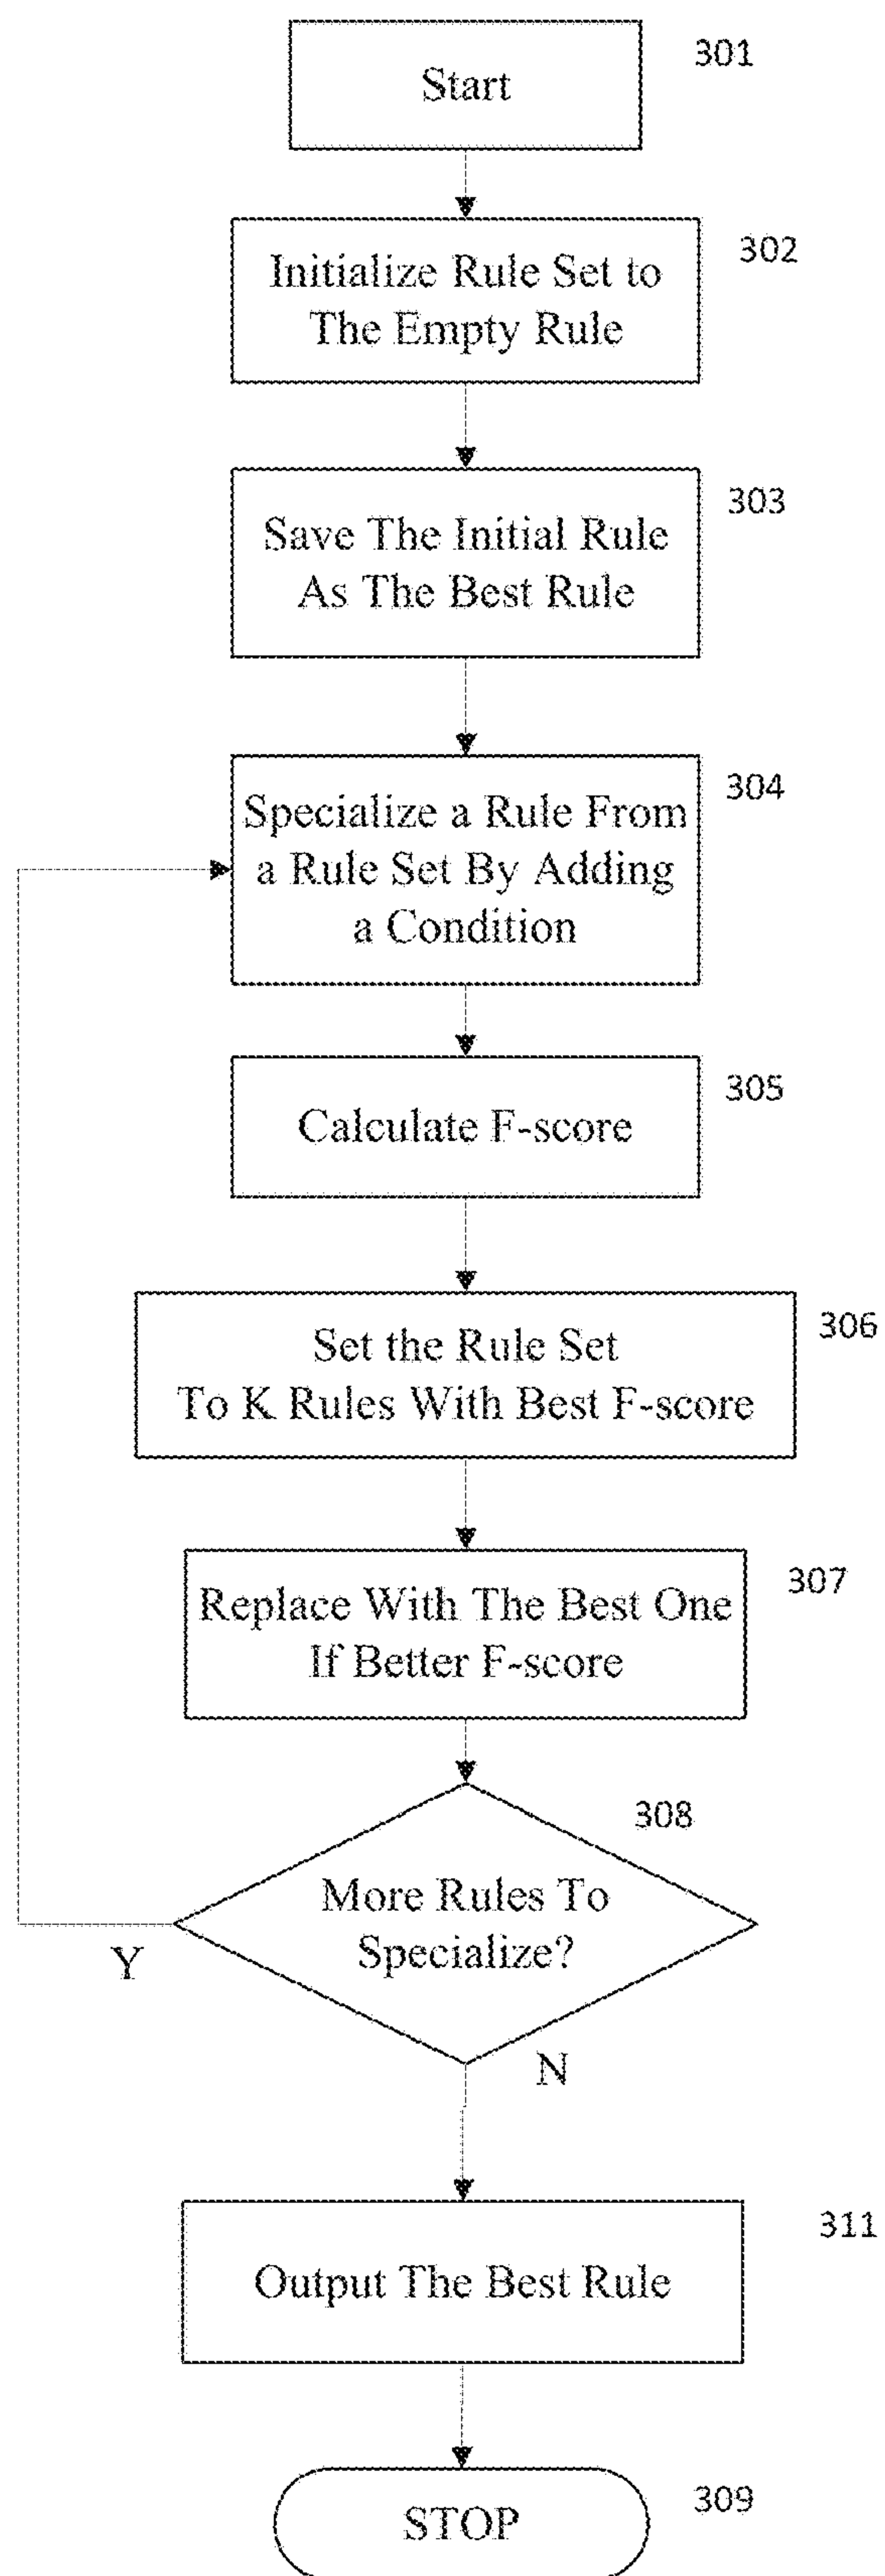 Start
301
Initialize Rule Set to
The Empty Rule
302
Save The Initial Rule
As The Best Rule
303
Specialize a Rule From
a Rule Set By Adding
a Condition
304
Calculate F-score
305
Set the Rule Set
To K Rules With Best F-score
306
Replace With The Best One
If Better F-score
307
More Rules To
Specialize?
308
Y
N
Output The Best Rule
311
STOP
309